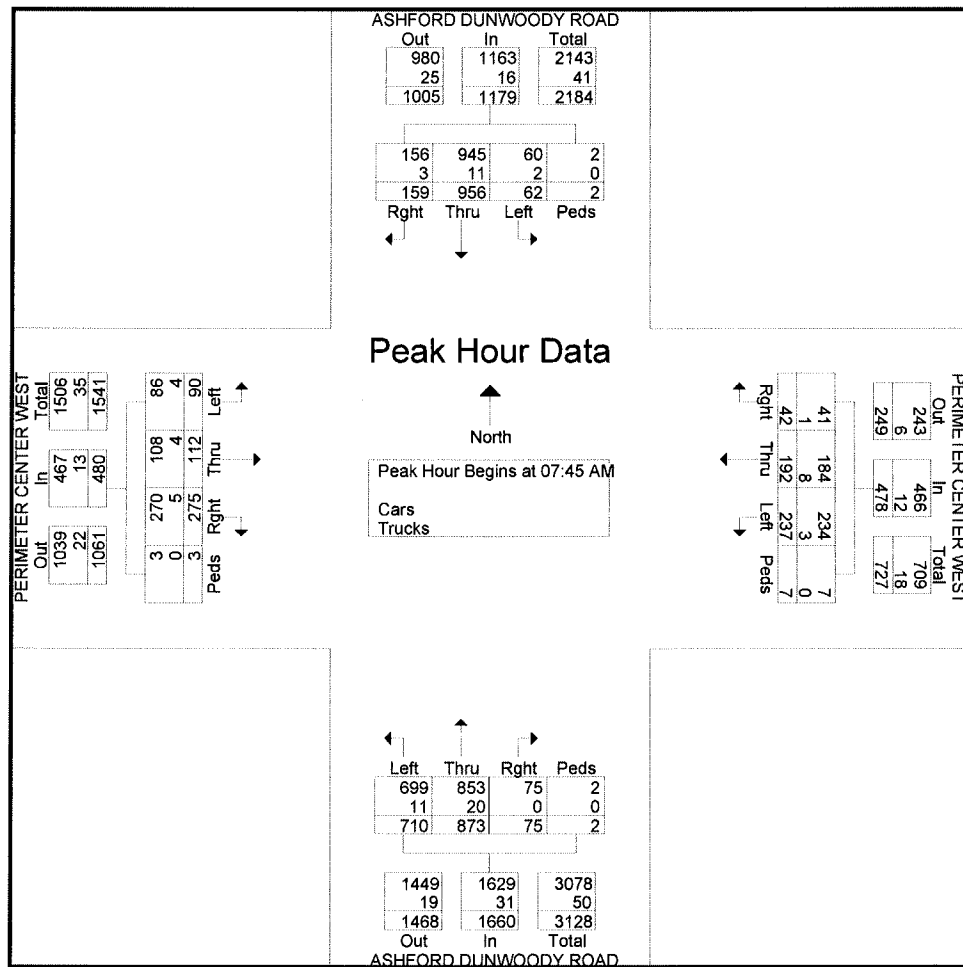 ASHFORD DUNWOODY ROAD
Out In Total
980 1163 2143
25 16 41
1005 1179 2184
156 945 60 2
3 11 2 0
159 956 62 2
Rght Thru Left Peds
Peak Hour Data
North
Peak Hour Begins at 07:45 AM
Cars
Trucks
PERIMETER CENTER WEST
Total In Out
1506 467 1039
35 13 22
1541 480 1061
86 108 270 3
4 4 5 0
90 112 275 3
Left Thru Rght Peds
PERIMETER CENTER WEST
Out In Total
243 466 709
6 12 18
249 478 727
41 184 234 7
1 8 3 0
42 192 237 7
Rght Thru Left Peds
Left Thru Rght Peds
699 853 75 2
11 20 0 0
710 873 75 2
1449 1629 3078
19 31 50
1468 1660 3128
Out In Total
ASHFORD DUNWOODY ROAD